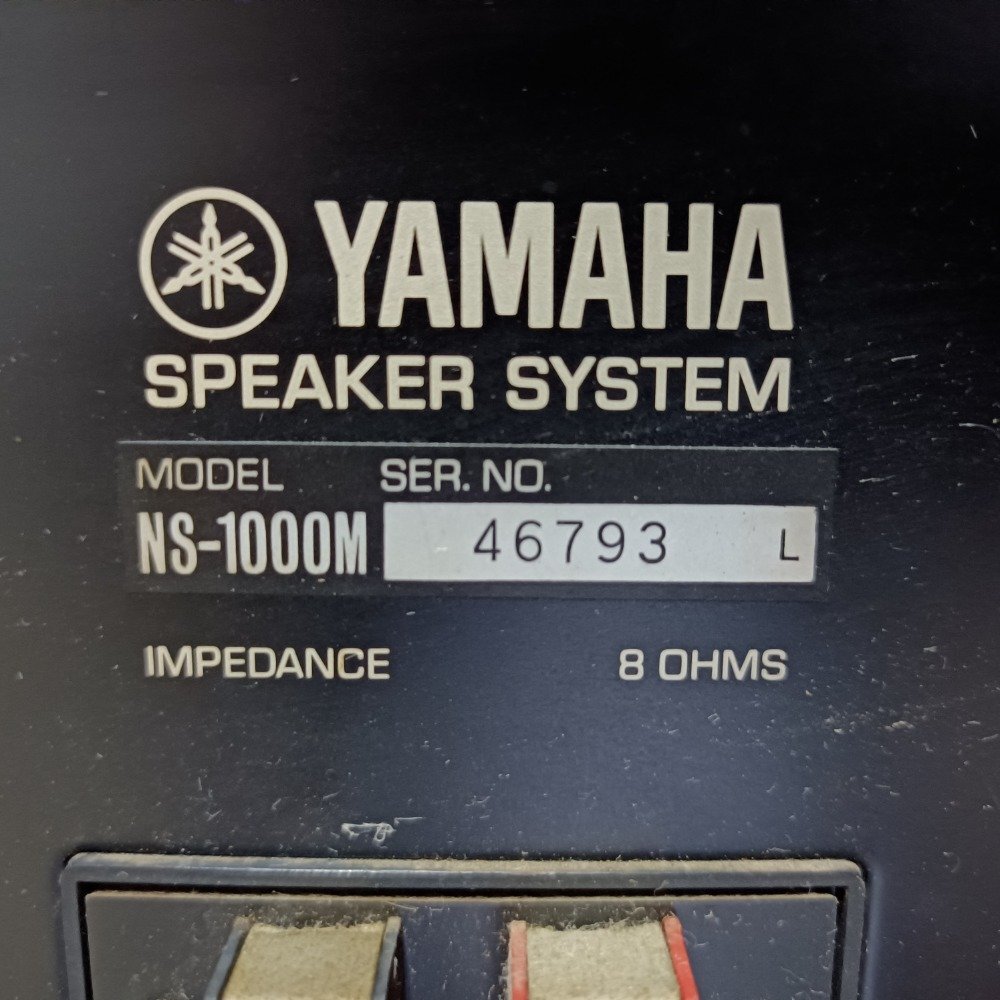 YAMAHA
SPEAKER SYSTEM
MODEL SER. NO.
NS-1000M 46793 L
IMPEDANCE 8 OHMS